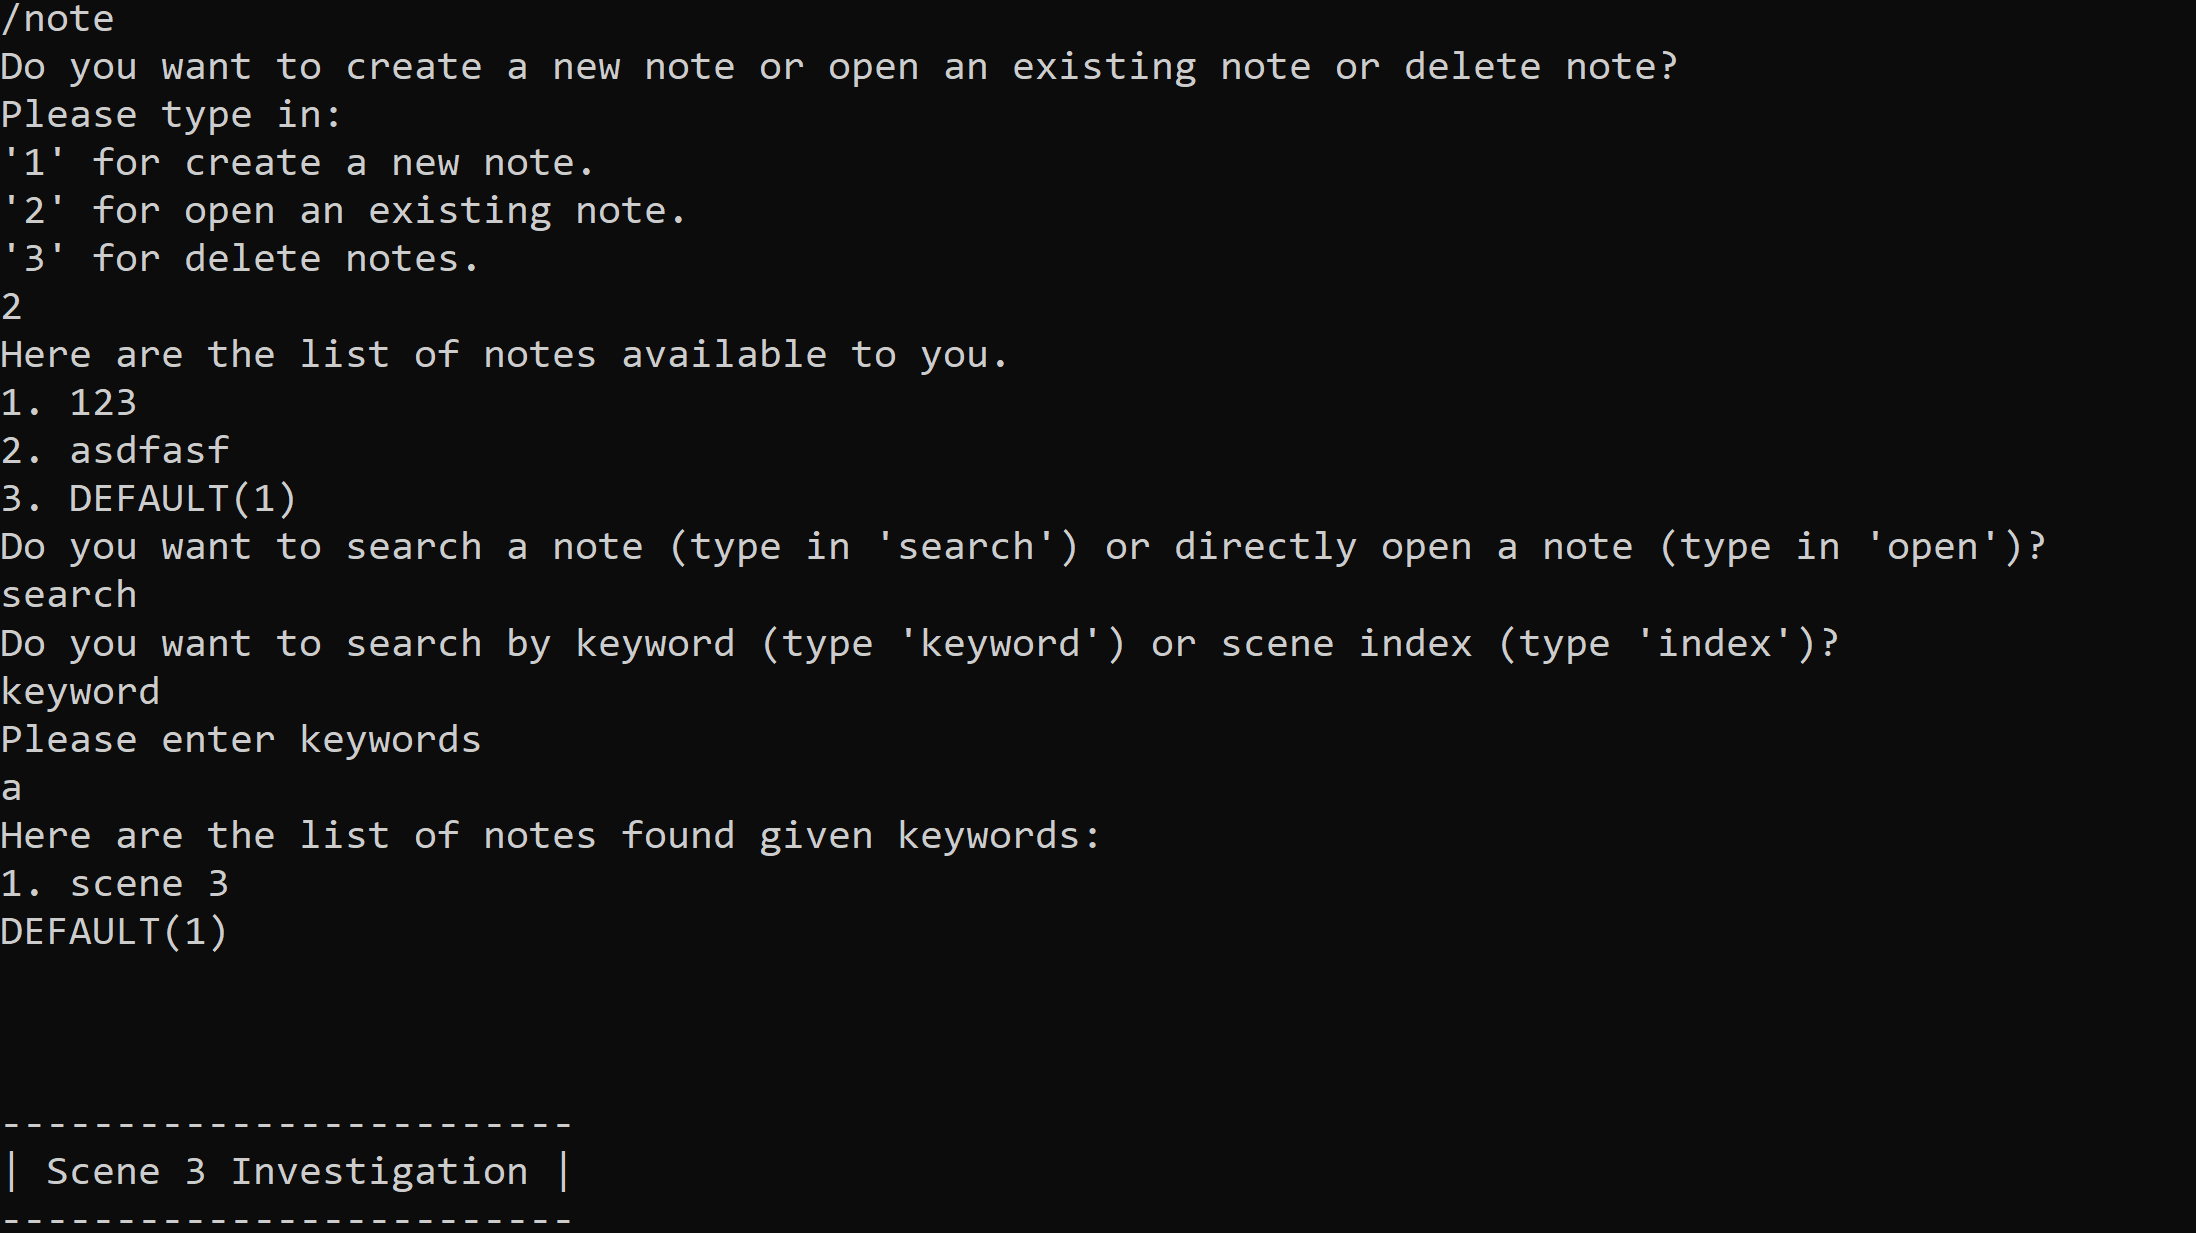 /note
Do you want to create a new note or open an existing note or delete note?
Please type in:
'1' for create a new note.
'2' for open an existing note.
'3' for delete notes.
2
Here are the list of notes available to you.
1. 123
2. asdfasf
3. DEFAULT(1)
Do you want to search a note (type in 'search') or directly open a note (type in 'open')?
search
Do you want to search by keyword (type 'keyword') or scene index (type 'index')?
keyword
Please enter keywords
a
Here are the list of notes found given keywords:
1. scene 3
DEFAULT(1)
-------------------------
| Scene 3 Investigation |
-------------------------